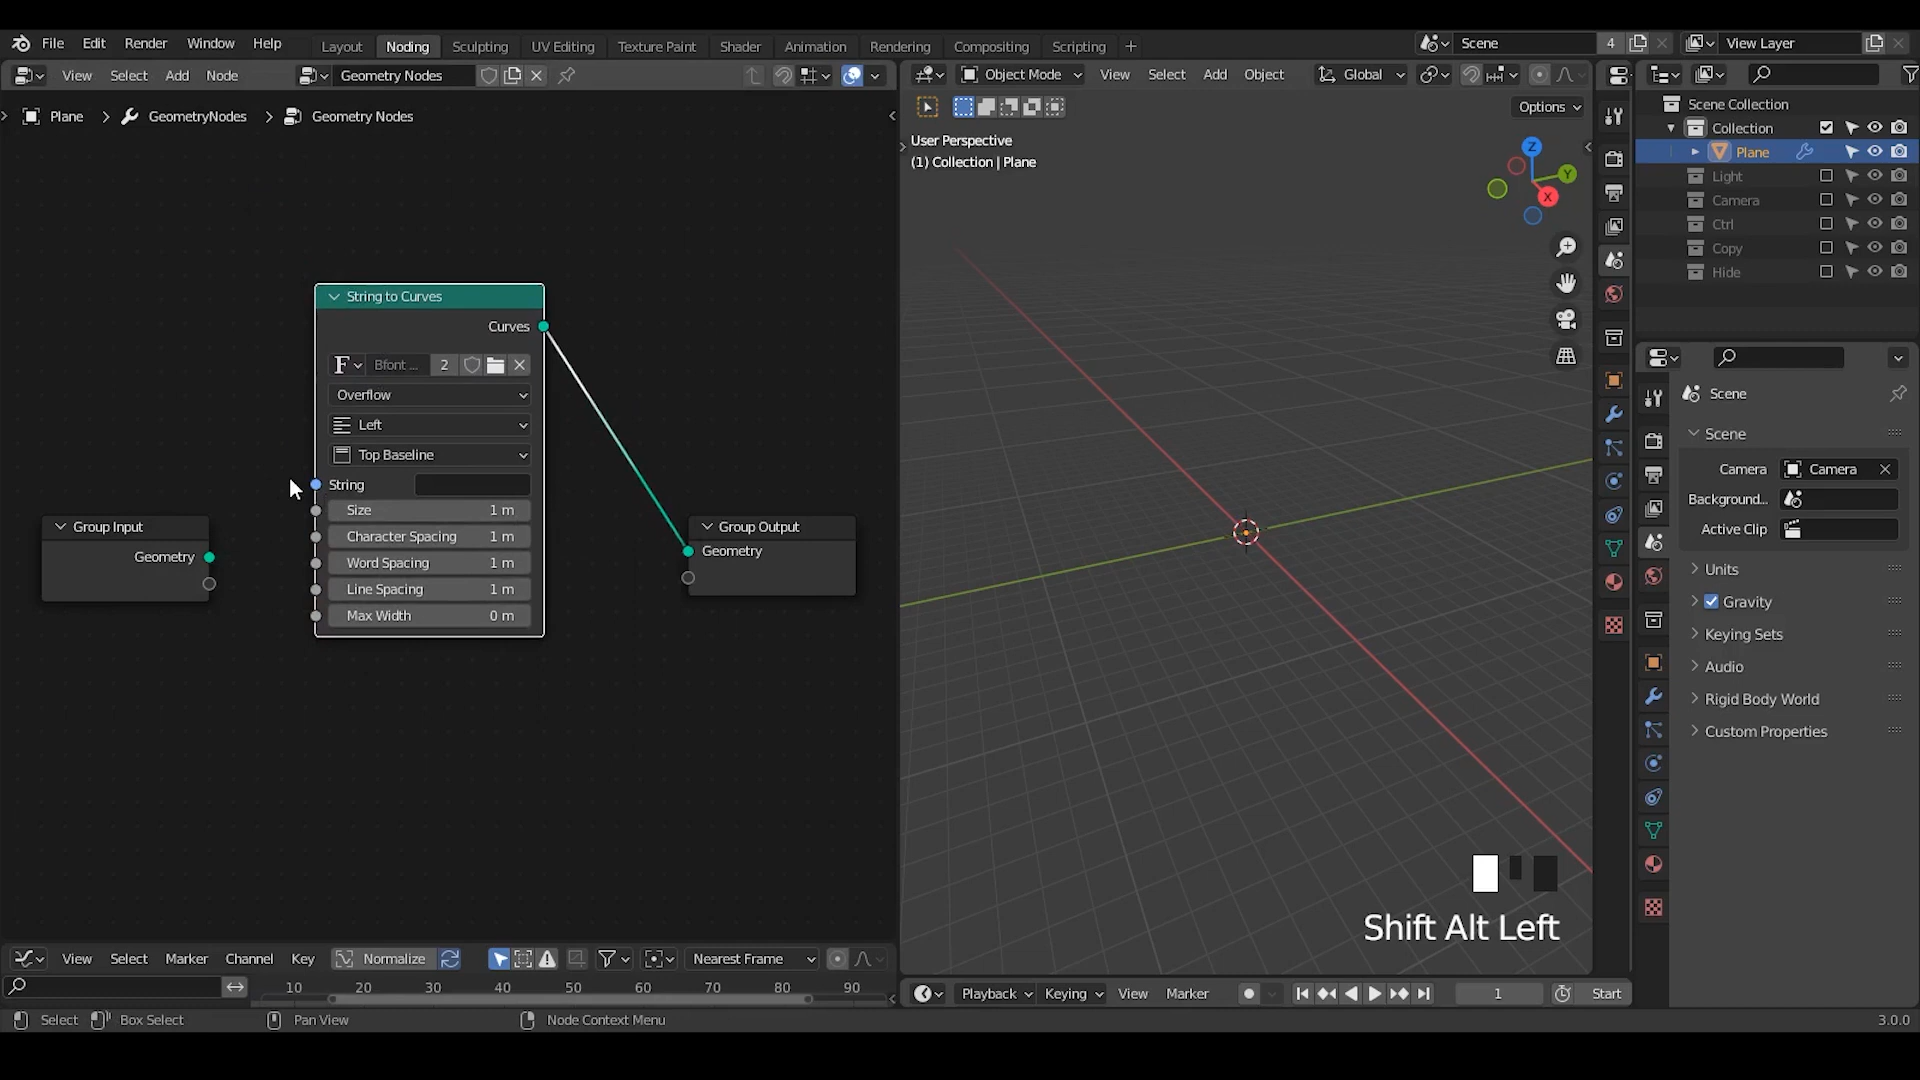 File Edit Render Window Help Layout Noding Sculpting UV Editing Texture Paint Shader Animation Rendering Compositing Scripting + Scene 4 View Layer
View Select Add Node Geometry Nodes Object Mode View Select Add Object Global
Plane > GeometryNodes > Geometry Nodes
Options
User Perspective
(1) Collection | Plane
Z
Y
X
String to Curves
Curves
F Bfont ... 2
Overflow
Left
Top Baseline
String
Size 1 m
Character Spacing 1 m
Word Spacing 1 m
Line Spacing 1 m
Max Width 0 m
Group Input
Geometry
Group Output
Geometry
Scene Collection
Collection
Plane
Light
Camera
Ctrl
Copy
Hide
Scene
Scene
Camera Camera
Background...
Active Clip
Units
Gravity
Keying Sets
Audio
Rigid Body World
Custom Properties
Shift Alt Left
View Select Marker Channel Key Normalize Nearest Frame
10 20 30 40 50 60 70 80 90
Playback Keying View Marker 1 Start
Select Box Select Pan View Node Context Menu 3.0.0